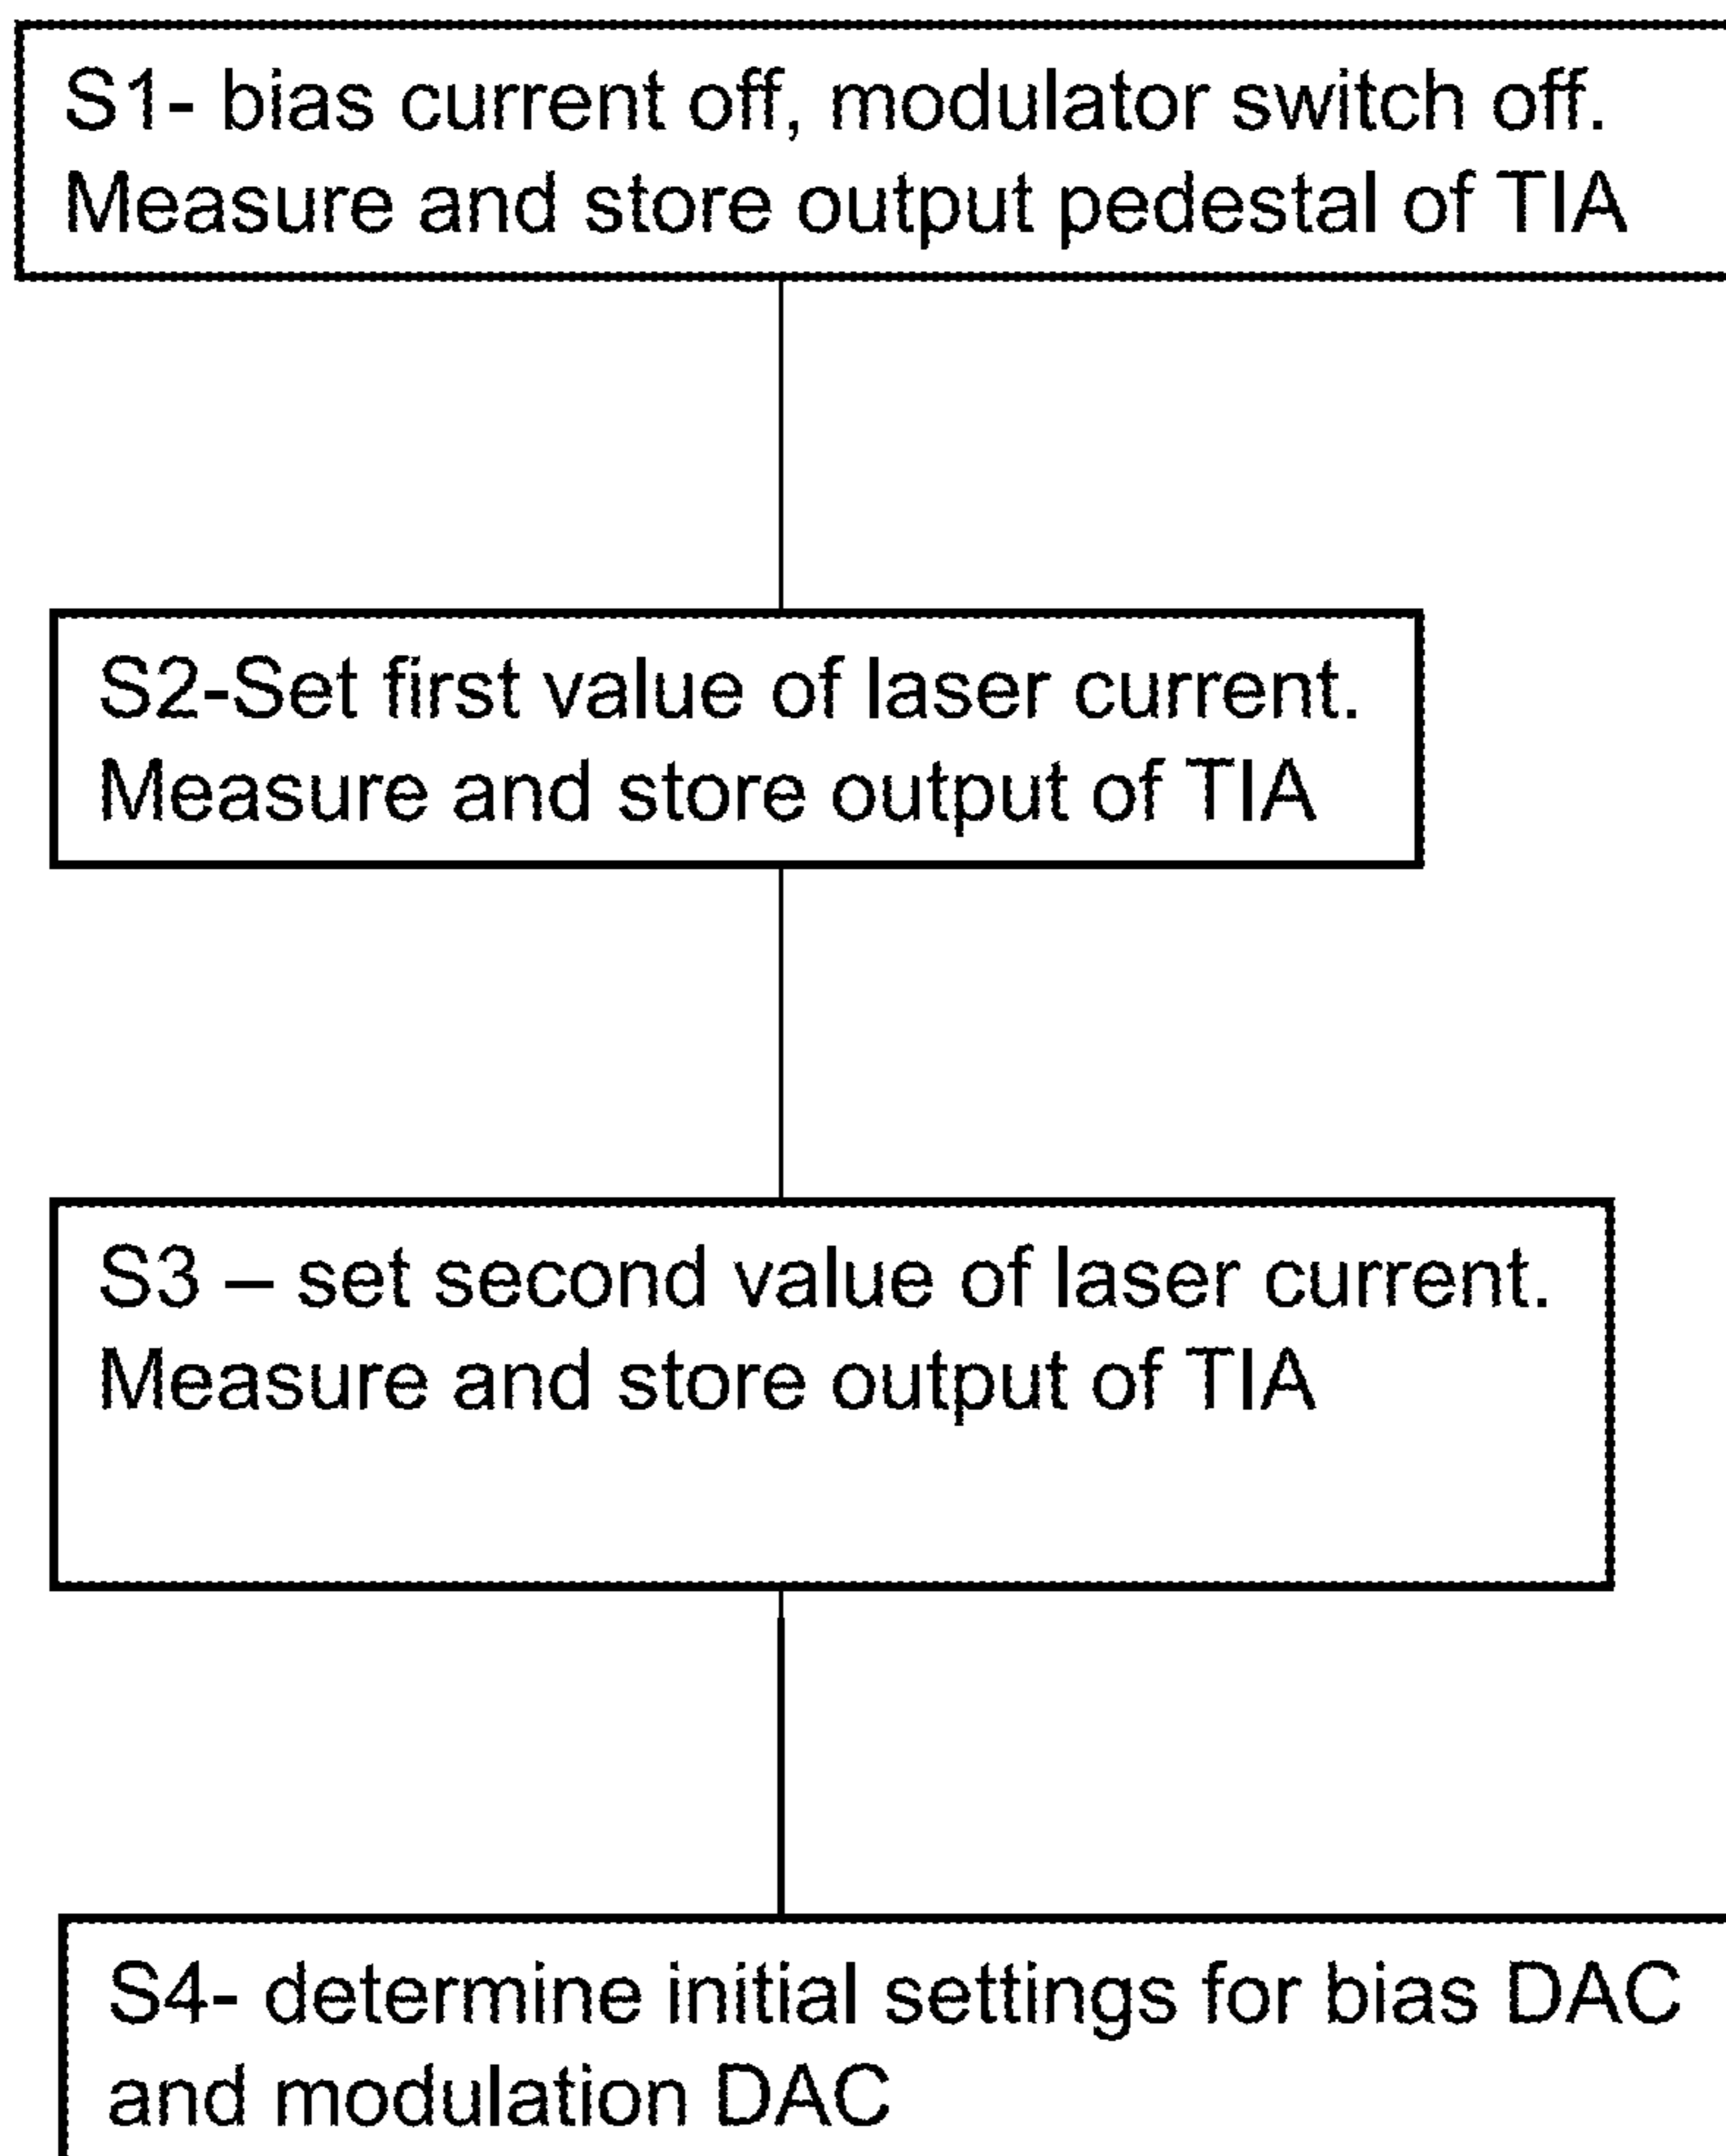 S1- bias current off, modulator switch off.
Measure and store output pedestal of TIA
S2-Set first value of laser current.
Measure and store output of TIA
S3 – set second value of laser current.
Measure and store output of TIA
S4- determine initial settings for bias DAC
and modulation DAC